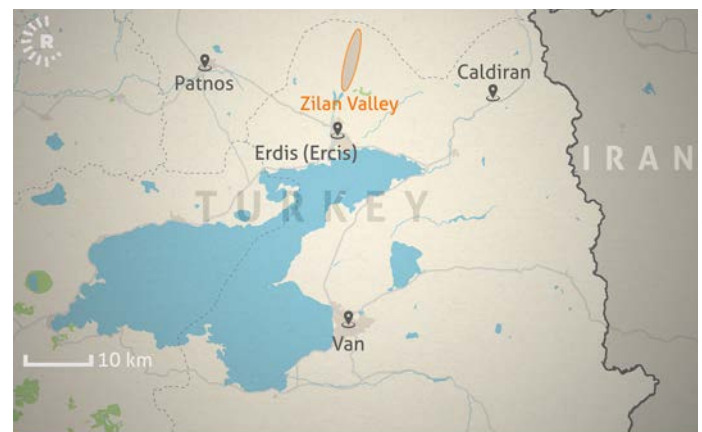 R
Patnos
Caldiran
Zilan Valley
Erdis (Ercis)
IRAN
TURKEY
Van
10 km